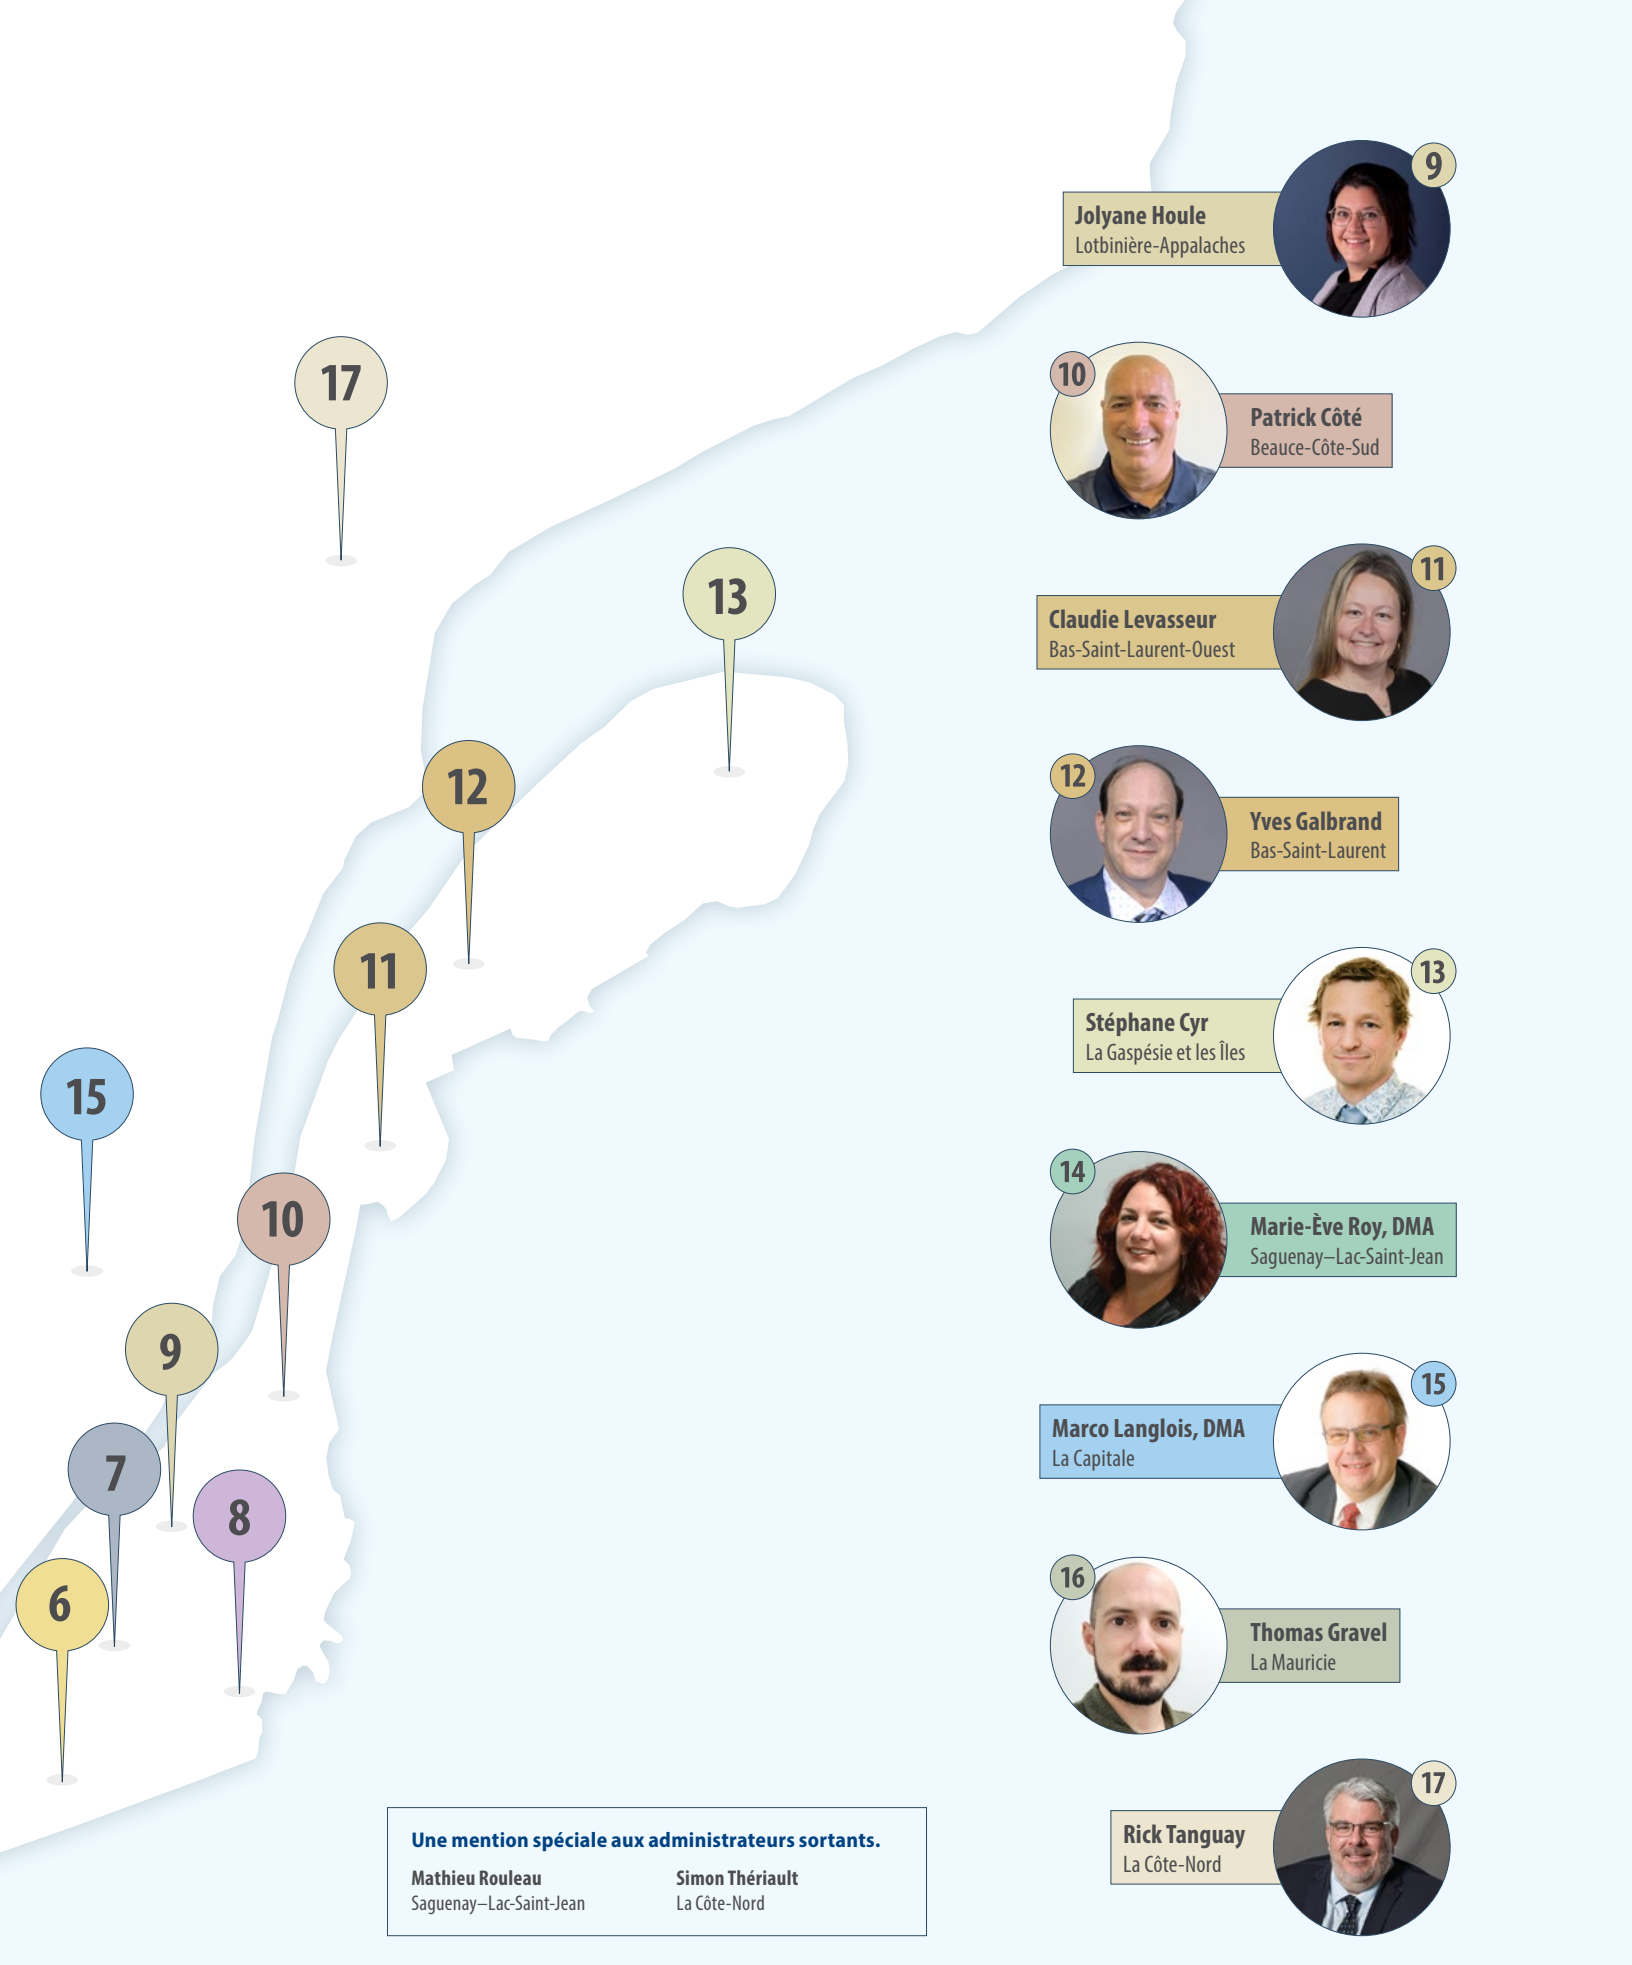 17
13
12
11
15
10
9
7
8
6
9
Jolyane Houle
Lotbinière-Appalaches
10
Patrick Côté
Beauce-Côte-Sud
11
Claudie Levasseur
Bas-Saint-Laurent-Ouest
12
Yves Galbrand
Bas-Saint-Laurent
13
Stéphane Cyr
La Gaspésie et les Îles
14
Marie-Ève Roy, DMA
Saguenay–Lac-Saint-Jean
15
Marco Langlois, DMA
La Capitale
16
Thomas Gravel
La Mauricie
17
Rick Tanguay
La Côte-Nord
Une mention spéciale aux administrateurs sortants.
Mathieu Rouleau
Saguenay–Lac-Saint-Jean
Simon Thériault
La Côte-Nord